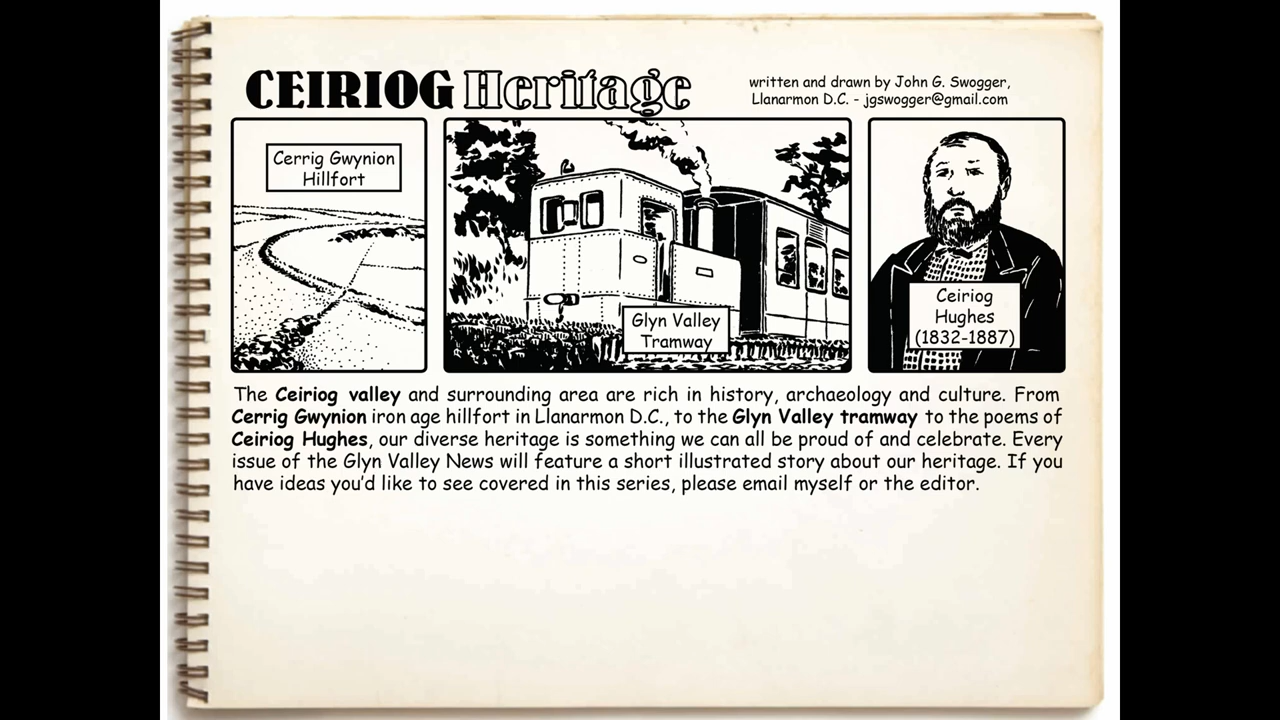 CEIRIOG Heritage
written and drawn by John G. Swogger,
Llanarmon D.C. - jgswogger@gmail.com
Cerrig Gwynion
Hillfort
Glyn Valley
Tramway
Ceiriog
Hughes
(1832-1887)
The Ceiriog valley and surrounding area are rich in history, archaeology and culture. From
Cerrig Gwynion iron age hillfort in Llanarmon D.C., to the Glyn Valley tramway to the poems of
Ceiriog Hughes, our diverse heritage is something we can all be proud of and celebrate. Every
issue of the Glyn Valley News will feature a short illustrated story about our heritage. If you
have ideas you'd like to see covered in this series, please email myself or the editor.